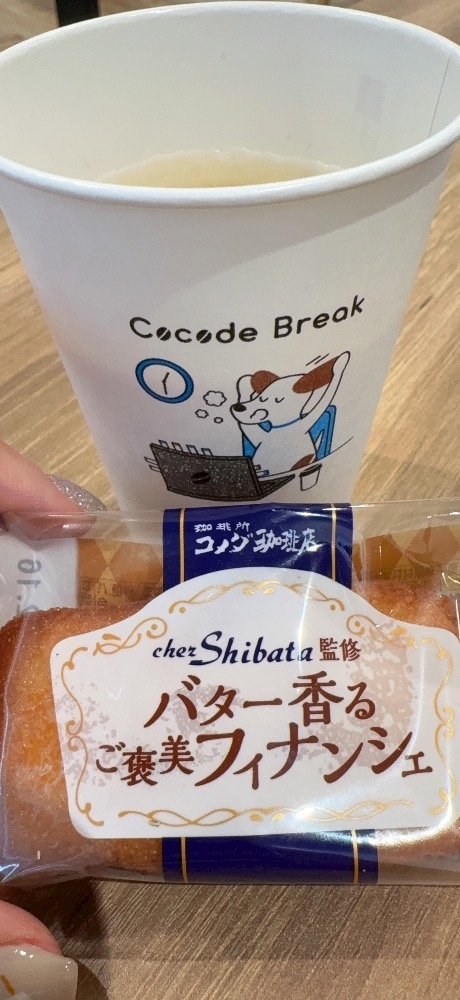 Cocode Break
珈琲所
コメダ珈琲店
chez Shibata 監修
バター香る
ご褒美フィナンシェ